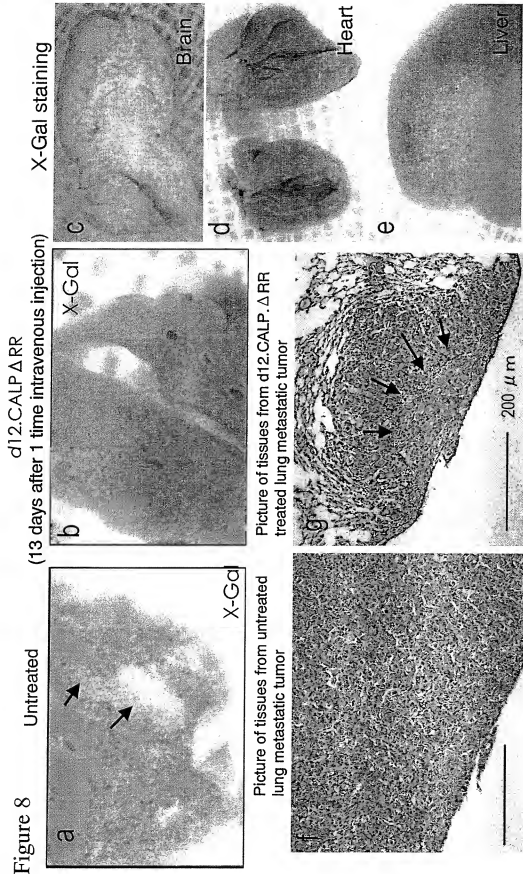 Figure 8
Untreated
d12.CALP Δ RR
(13 days after 1 time intravenous injection)
X-Gal staining
a
X-Gal
b
X-Gal
c
Brain
d
Heart
e
Liver
Picture of tissues from untreated
lung metastatic tumor
f
Picture of tissues from d12.CALP. Δ RR
treated lung metastatic tumor
g
200 μm